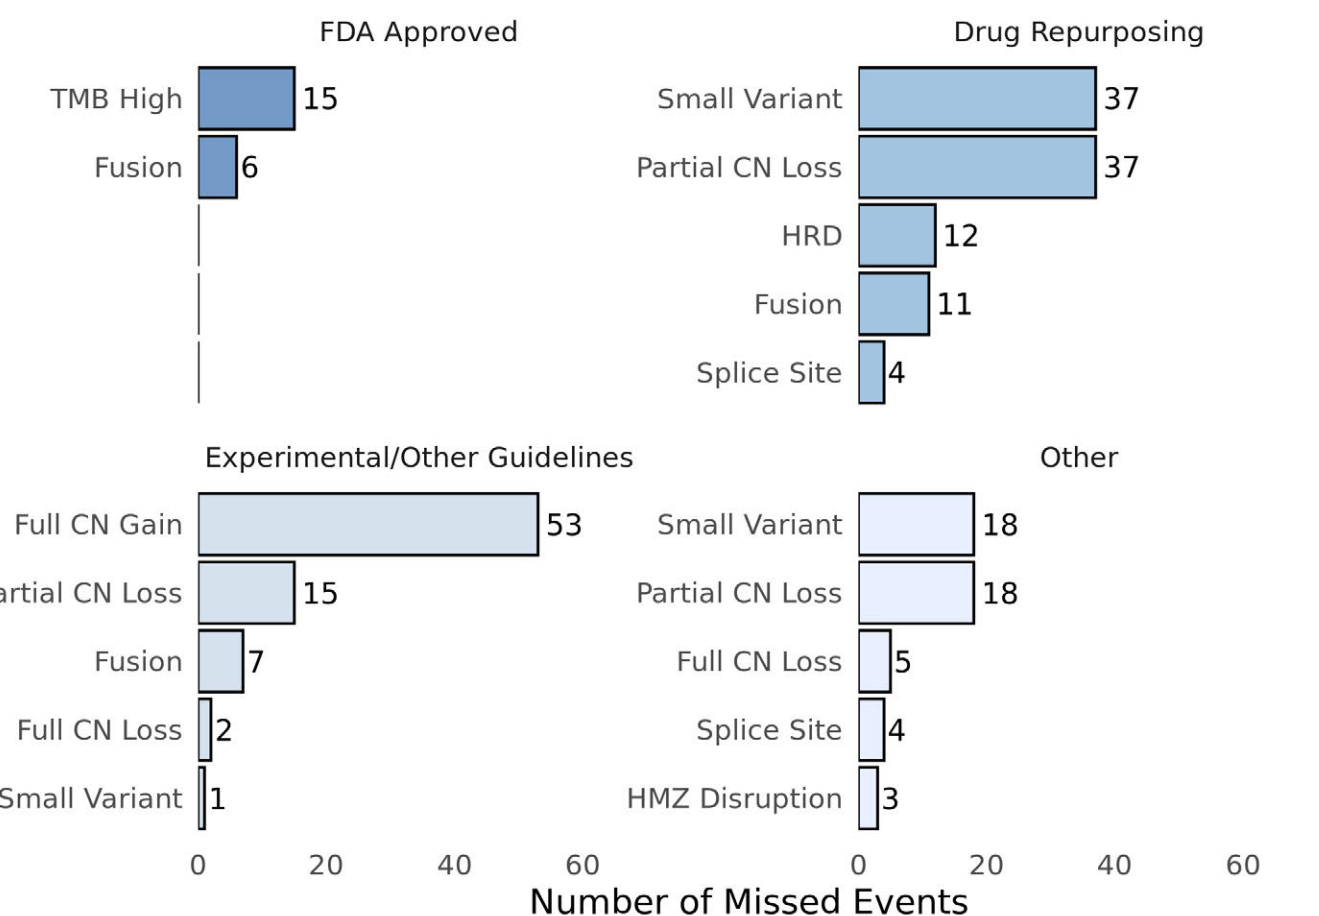 FDA Approved
TMB High 15
Fusion 6
Drug Repurposing
Small Variant 37
Partial CN Loss 37
HRD 12
Fusion 11
Splice Site 4
Experimental/Other Guidelines
Full CN Gain 53
artial CN Loss 15
Fusion 7
Full CN Loss 2
Small Variant 1
0 20 40 60
Other
Small Variant 18
Partial CN Loss 18
Full CN Loss 5
Splice Site 4
HMZ Disruption 3
0 20 40 60
Number of Missed Events